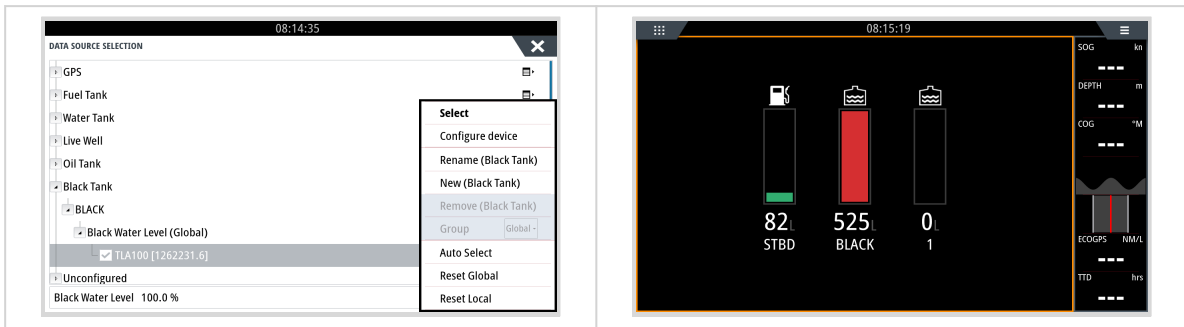 08:14:35
DATA SOURCE SELECTION
GPS
Fuel Tank
Water Tank
Live Well
Oil Tank
Black Tank
BLACK
Black Water Level (Global)
TLA100 [1262231.6]
Unconfigured
Black Water Level 100.0 %
Select
Configure device
Rename (Black Tank)
New (Black Tank)
Remove (Black Tank)
Group Global
Auto Select
Reset Global
Reset Local
08:15:19
82L 525L 0L
STBD BLACK 1
SOG kn
---
DEPTH m
---
COG °M
---
ECOGPS NM/L
---
TTD hrs
---